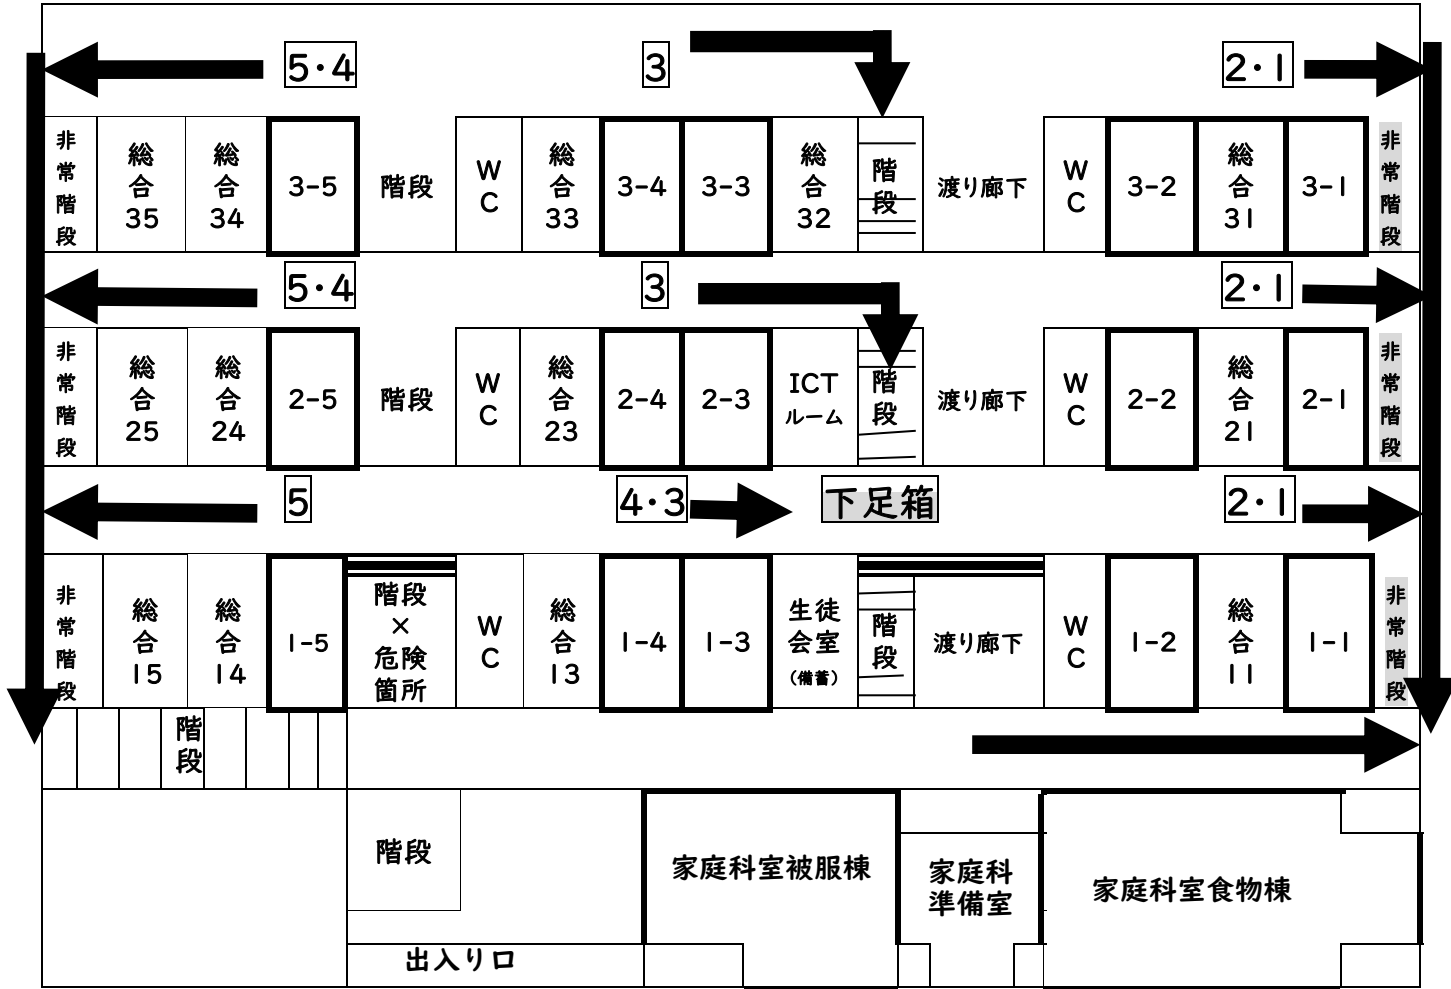 5・4
3
2・1
非常階段
総合35
総合34
3-5
階段
WC
総合33
3-4
3-3
総合32
階段
渡り廊下
WC
3-2
総合31
3-1
非常階段
5・4
3
2・1
非常階段
総合25
総合24
2-5
階段
WC
総合23
2-4
2-3
ICT
ルーム
階段
渡り廊下
WC
2-2
総合21
2-1
非常階段
5
4・3
下足箱
2・1
非常階段
総合15
総合14
1-5
階段
×
危険
箇所
WC
総合13
1-4
1-3
生徒
会室
（備蓄）
階段
渡り廊下
WC
1-2
総合11
1-1
非常階段
階段
階段
家庭科室被服棟
家庭科
準備室
家庭科室食物棟
出入り口